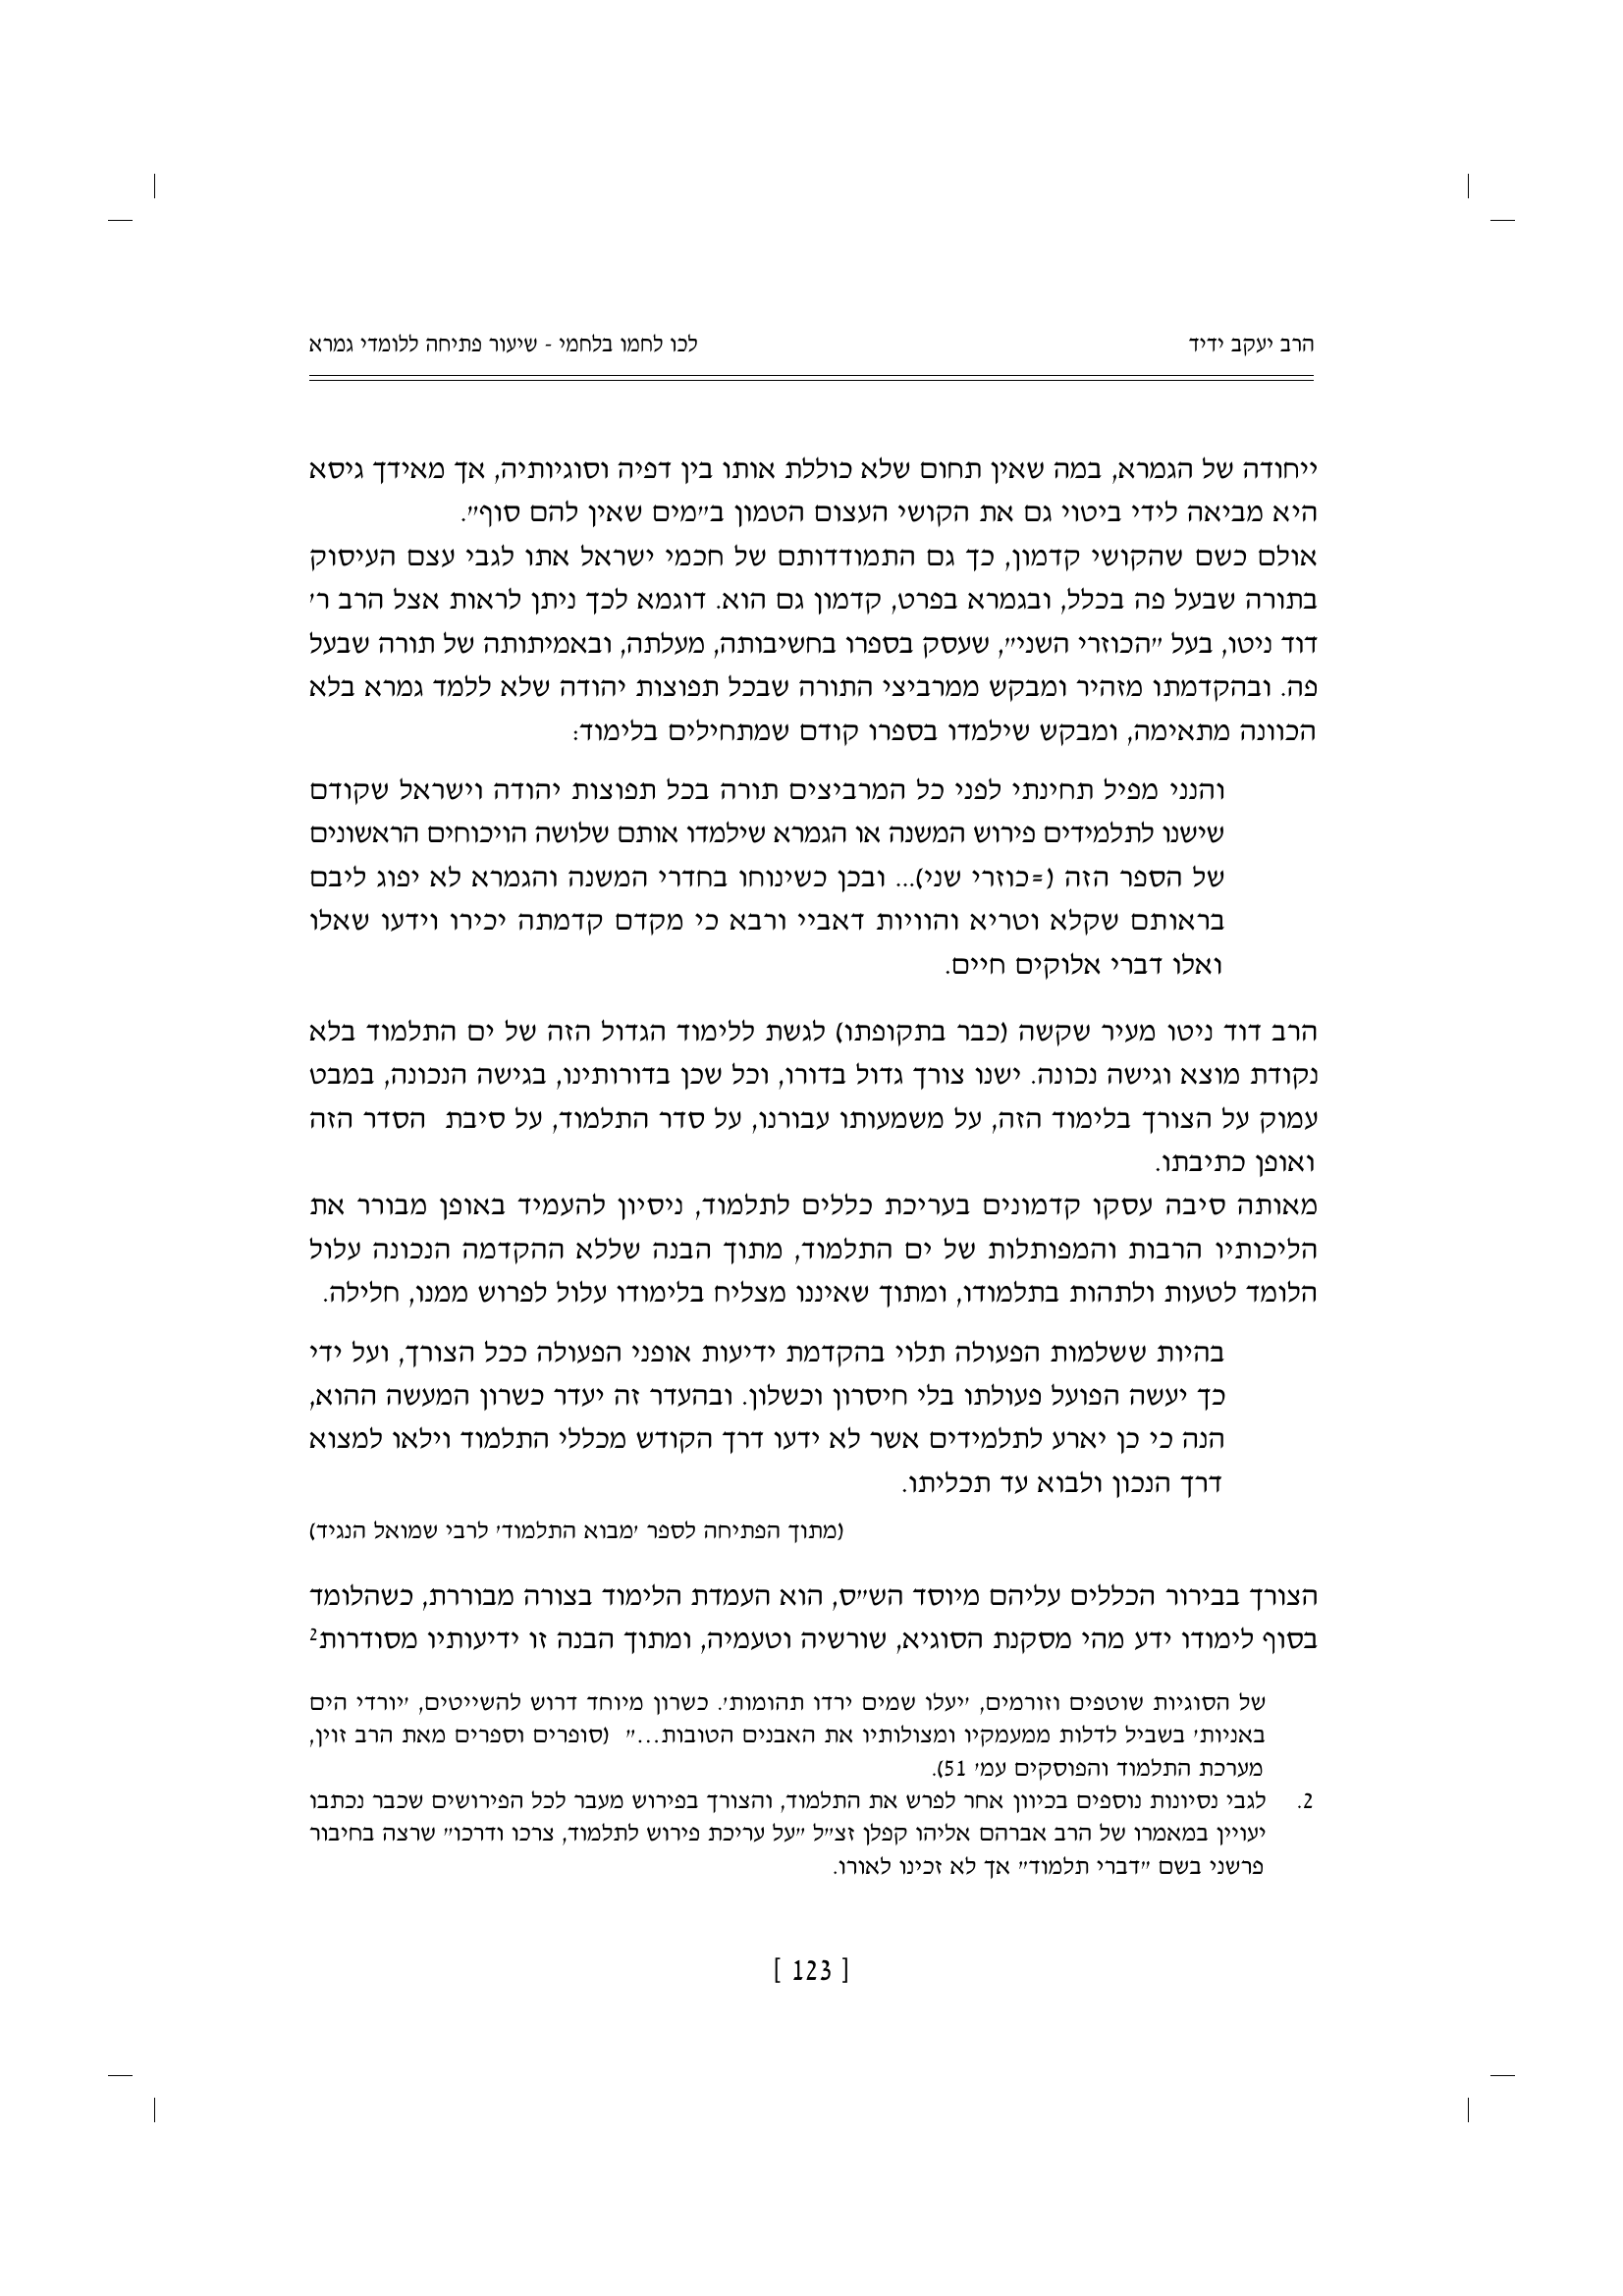 הרב יעקב ידיד
לכו לחמו בלחמי - שיעור פתיחה ללומדי גמרא
ייחודה של הגמרא, במה שאין תחום שלא כוללת אותו בין דפיה וסוגיותיה, אך מאידך גיסא
היא מביאה לידי ביטוי גם את הקושי העצום הטמון ב״מים שאין להם סוף״.
אולם כשם שהקושי קדמון, כך גם התמודדותם של חכמי ישראל אתו לגבי עצם העיסוק
בתורה שבעל פה בכלל, ובגמרא בפרט, קדמון גם הוא. דוגמא לכך ניתן לראות אצל הרב ר׳
דוד ניטו, בעל ״הכוזרי השני״, שעסק בספרו בחשיבותה, מעלתה, ובאמיתותה של תורה שבעל
פה. ובהקדמתו מזהיר ומבקש ממרביצי התורה שבכל תפוצות יהודה שלא ללמד גמרא בלא
הכוונה מתאימה, ומבקש שילמדו בספרו קודם שמתחילים בלימוד:
והנני מפיל תחינתי לפני כל המרביצים תורה בכל תפוצות יהודה וישראל שקודם
שישנו לתלמידים פירוש המשנה או הגמרא שילמדו אותם שלושה הויכוחים הראשונים
של הספר הזה (=כוזרי שני)... ובכן כשינוחו בחדרי המשנה והגמרא לא יפוג ליבם
בראותם שקלא וטריא והוויות דאביי ורבא כי מקדם קדמתה יכירו וידעו שאלו
ואלו דברי אלוקים חיים.
הרב דוד ניטו מעיר שקשה (כבר בתקופתו) לגשת ללימוד הגדול הזה של ים התלמוד בלא
נקודת מוצא וגישה נכונה. ישנו צורך גדול בדורו, וכל שכן בדורותינו, בגישה הנכונה, במבט
עמוק על הצורך בלימוד הזה, על משמעותו עבורנו, על סדר התלמוד, על סיבת הסדר הזה
ואופן כתיבתו.
מאותה סיבה עסקו קדמונים בעריכת כללים לתלמוד, ניסיון להעמיד באופן מבורר את
הליכותיו הרבות והמפותלות של ים התלמוד, מתוך הבנה שללא ההקדמה הנכונה עלול
הלומד לטעות ולתהות בתלמודו, ומתוך שאיננו מצליח בלימודו עלול לפרוש ממנו, חלילה.
בהיות ששלמות הפעולה תלוי בהקדמת ידיעות אופני הפעולה ככל הצורך, ועל ידי
כך יעשה הפועל פעולתו בלי חיסרון וכשלון. ובהעדר זה יעדר כשרון המעשה ההוא,
הנה כי כן יארע לתלמידים אשר לא ידעו דרך הקודש מכללי התלמוד וילאו למצוא
דרך הנכון ולבוא עד תכליתו.
(מתוך הפתיחה לספר ׳מבוא התלמוד׳ לרבי שמואל הנגיד)
הצורך בבירור הכללים עליהם מיוסד הש״ס, הוא העמדת הלימוד בצורה מבוררת, כשהלומד
בסוף לימודו ידע מהי מסקנת הסוגיא, שורשיה וטעמיה, ומתוך הבנה זו ידיעותיו מסודרות2
של הסוגיות שוטפים וזורמים, ׳יעלו שמים ירדו תהומות׳. כשרון מיוחד דרוש להשייטים, ׳יורדי הים
באניות׳ בשביל לדלות ממעמקיו ומצולותיו את האבנים הטובות...״ (סופרים וספרים מאת הרב זוין,
מערכת התלמוד והפוסקים עמ׳ 51).
2. לגבי נסיונות נוספים בכיוון אחר לפרש את התלמוד, והצורך בפירוש מעבר לכל הפירושים שכבר נכתבו
יעויין במאמרו של הרב אברהם אליהו קפלן זצ״ל ״על עריכת פירוש לתלמוד, צרכו ודרכו״ שרצה בחיבור
פרשני בשם ״דברי תלמוד״ אך לא זכינו לאורו.
[ 123 ]